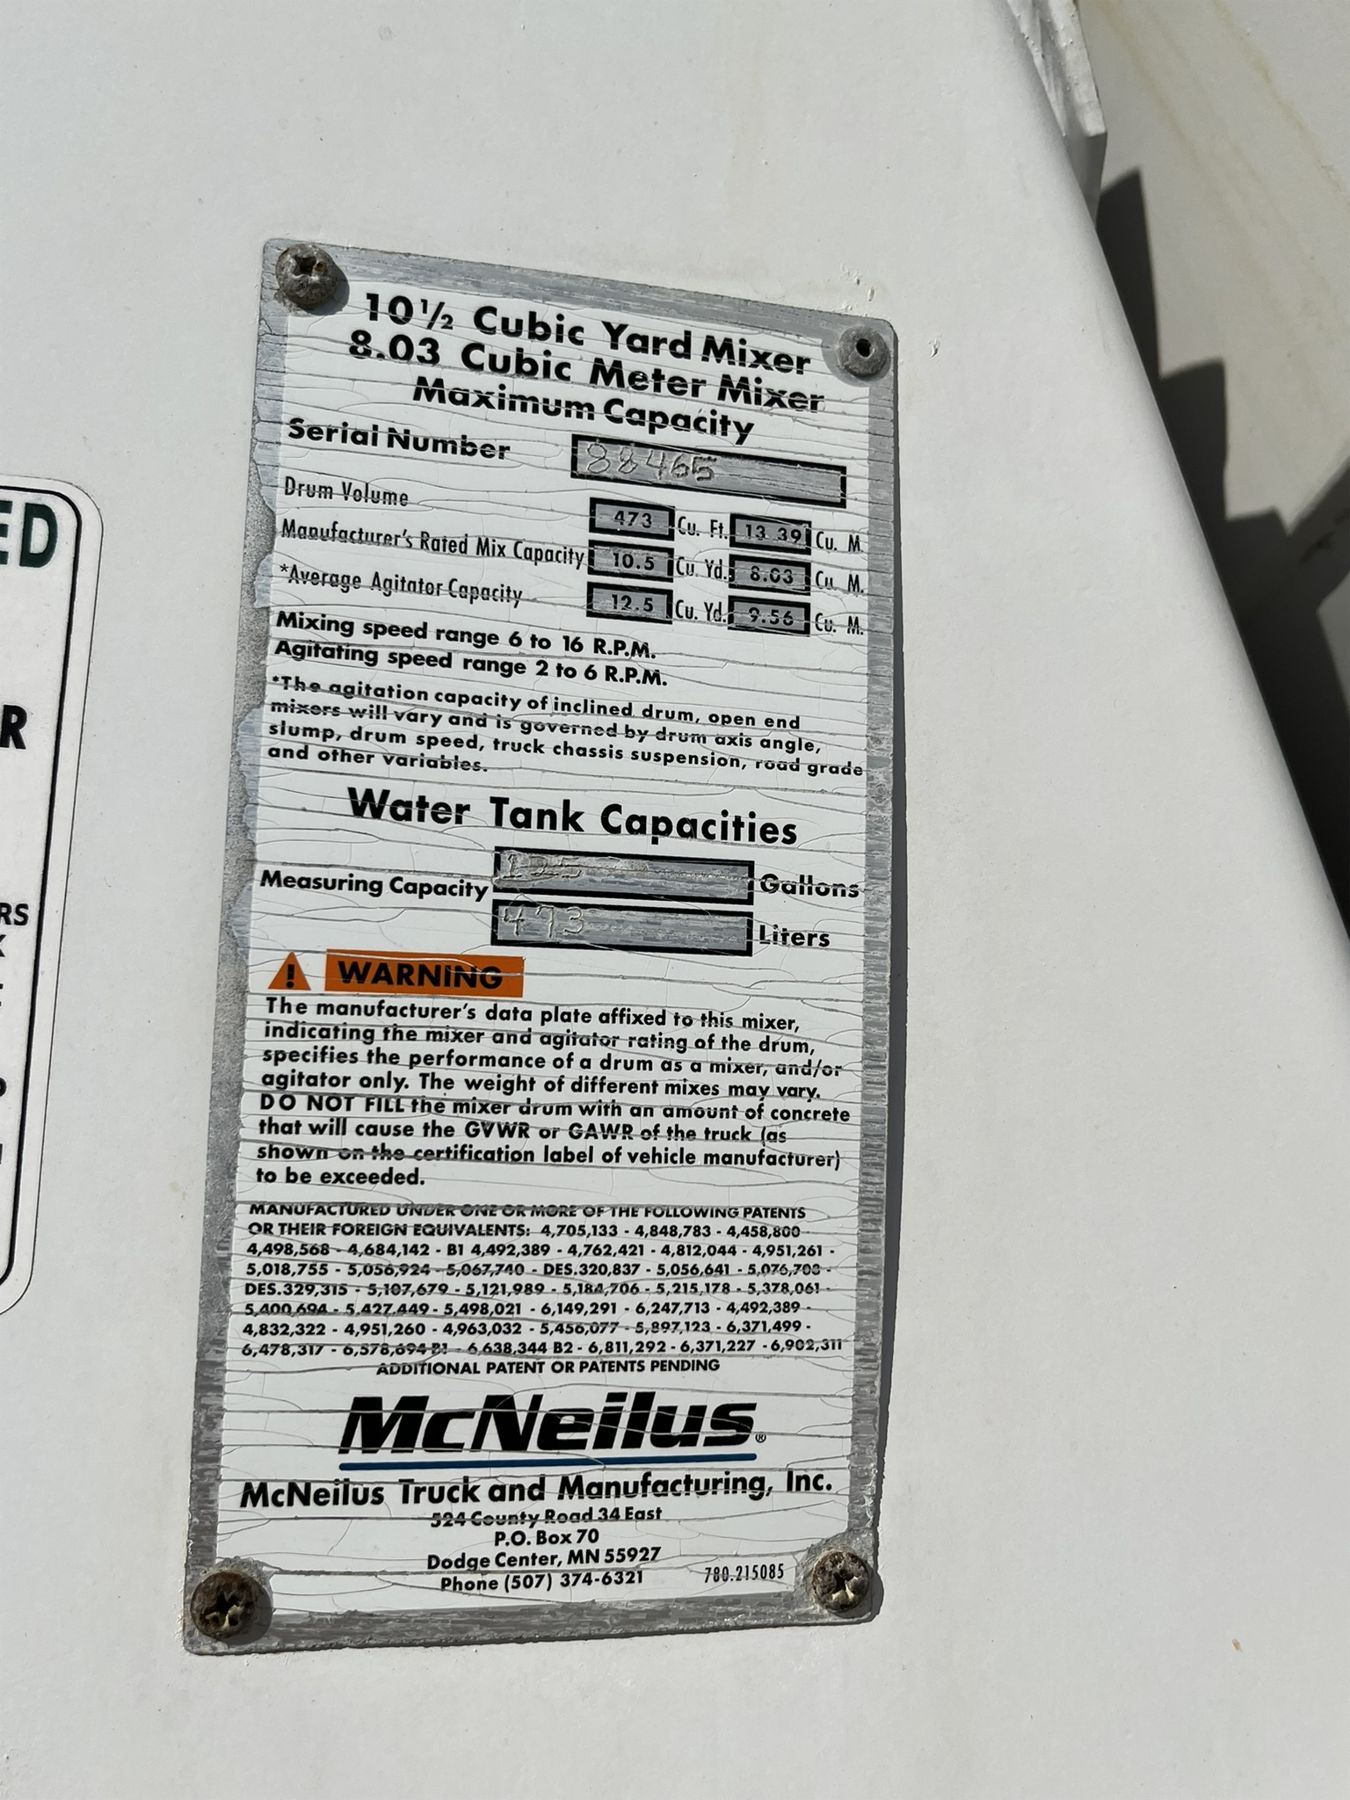 10½ Cubic Yard Mixer
8.03 Cubic Meter Mixer
Maximum Capacity
Serial Number 88465
Drum Volume 473 Cu. Ft. 13.39 Cu. M.
Manufacturer's Rated Mix Capacity 10.5 Cu. Yd. 8.03 Cu. M.
*Average Agitator Capacity 12.5 Cu. Yd. 9.56 Cu. M.
Mixing speed range 6 to 16 R.P.M.
Agitating speed range 2 to 6 R.P.M.
*The agitation capacity of inclined drum, open end
mixers will vary and is governed by drum axis angle,
slump, drum speed, truck chassis suspension, road grade
and other variables.
Water Tank Capacities
Measuring Capacity 125 Gallons
473 Liters
WARNING
The manufacturer's data plate affixed to this mixer,
indicating the mixer and agitator rating of the drum,
specifies the performance of a drum as a mixer, and/or
agitator only. The weight of different mixes may vary.
DO NOT FILL the mixer drum with an amount of concrete
that will cause the GVWR or GAWR of the truck (as
shown on the certification label of vehicle manufacturer)
to be exceeded.
MANUFACTURED UNDER ONE OR MORE OF THE FOLLOWING PATENTS
OR THEIR FOREIGN EQUIVALENTS: 4,705,133 - 4,848,783 - 4,458,800 -
4,498,568 - 4,684,142 - B1 4,492,389 - 4,762,421 - 4,812,044 - 4,951,261 -
5,018,755 - 5,056,924 - 5,067,740 - DES.320,837 - 5,056,641 - 5,076,708 -
DES.329,315 - 5,107,679 - 5,121,989 - 5,184,706 - 5,215,178 - 5,378,061 -
5,400,694 - 5,427,449 - 5,498,021 - 6,149,291 - 6,247,713 - 4,492,389 -
4,832,322 - 4,951,260 - 4,963,032 - 5,456,077 - 5,897,123 - 6,371,499 -
6,478,317 - 6,578,694 B1 - 6,638,344 B2 - 6,811,292 - 6,371,227 - 6,902,311
ADDITIONAL PATENT OR PATENTS PENDING
McNeilus®
McNeilus Truck and Manufacturing, Inc.
524 County Road 34 East
P.O. Box 70
Dodge Center, MN 55927
Phone (507) 374-6321 780.215085